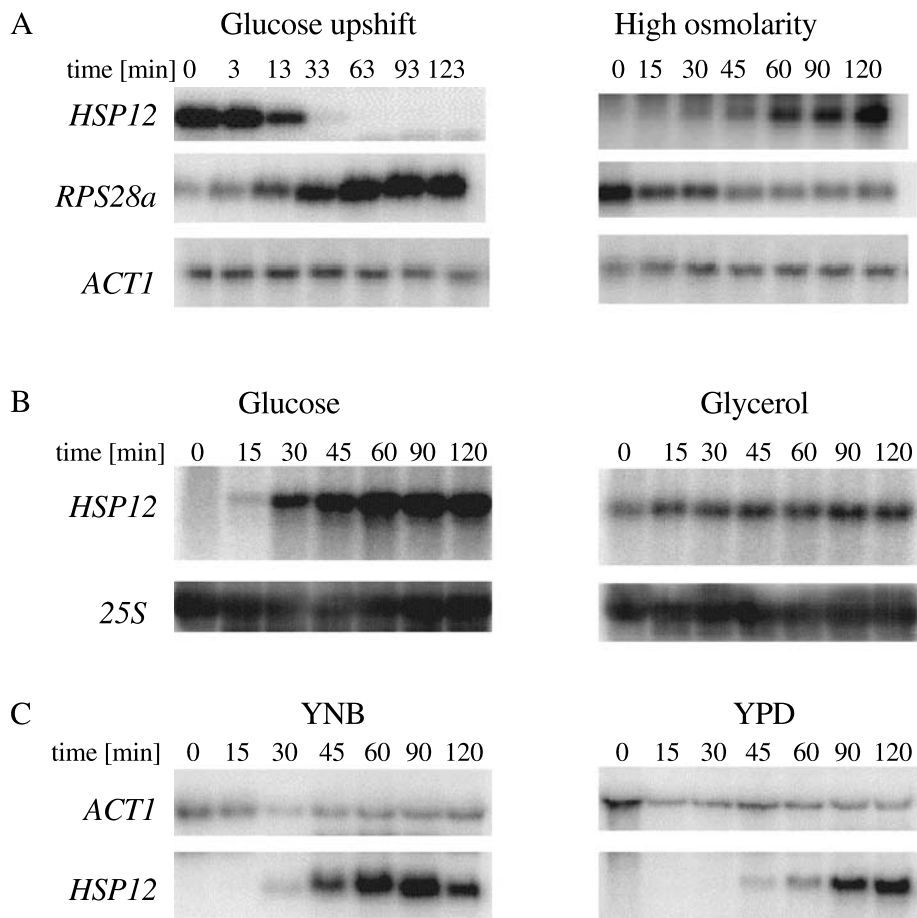 A Glucose upshift High osmolarity
time [min] 0 3 13 33 63 93 123 0 15 30 45 60 90 120
HSP12
RPS28a
ACT1
B Glucose Glycerol
time [min] 0 15 30 45 60 90 120 0 15 30 45 60 90 120
HSP12
25S
C YNB YPD
time [min] 0 15 30 45 60 90 120 0 15 30 45 60 90 120
ACT1
HSP12